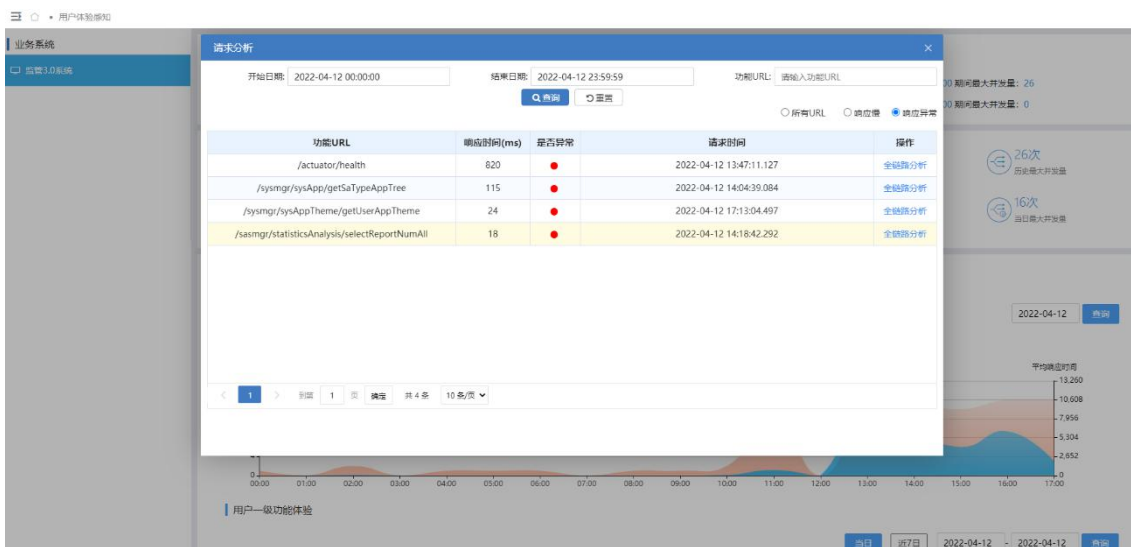 用户体验感知
业务系统
监管3.0系统
请求分析
×
开始日期: 2022-04-12 00:00:00 结束日期: 2022-04-12 23:59:59 功能URL: 请输入功能URL
查询 重置
所有URL 响应慢 响应异常
功能URL 响应时间(ms) 是否异常 请求时间 操作
/actuator/health 820 2022-04-12 13:47:11.127 全链路分析
/sysmgr/sysApp/getSaTypeAppTree 115 2022-04-12 14:04:39.084 全链路分析
/sysmgr/sysAppTheme/getUserAppTheme 24 2022-04-12 17:13:04.497 全链路分析
/sasmgr/statisticsAnalysis/selectReportNumAll 18 2022-04-12 14:18:42.292 全链路分析
< 1 > 到第 1 页 确定 共 4 条 10 条/页
00 期间最大并发量: 26
00 期间最大并发量: 0
26次
历史最大并发量
16次
当日最大并发量
2022-04-12 查询
平均响应时间
13,260
10,608
7,956
5,304
2,652
0
0
00:00 01:00 02:00 03:00 04:00 05:00 06:00 07:00 08:00 09:00 10:00 11:00 12:00 13:00 14:00 15:00 16:00 17:00
用户一级功能体验
当日 近7日 2022-04-12 - 2022-04-12 查询